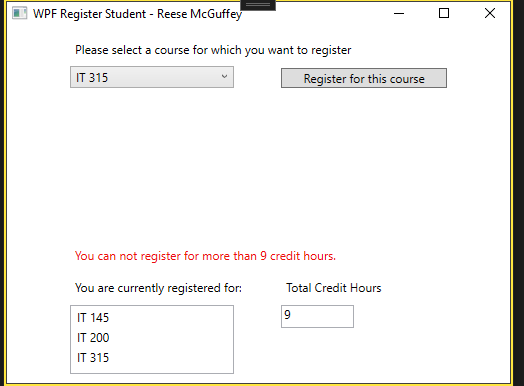 WPF Register Student - Reese McGuffey
Please select a course for which you want to register
IT 315
Register for this course
You can not register for more than 9 credit hours.
You are currently registered for:
Total Credit Hours
IT 145
9
IT 200
IT 315